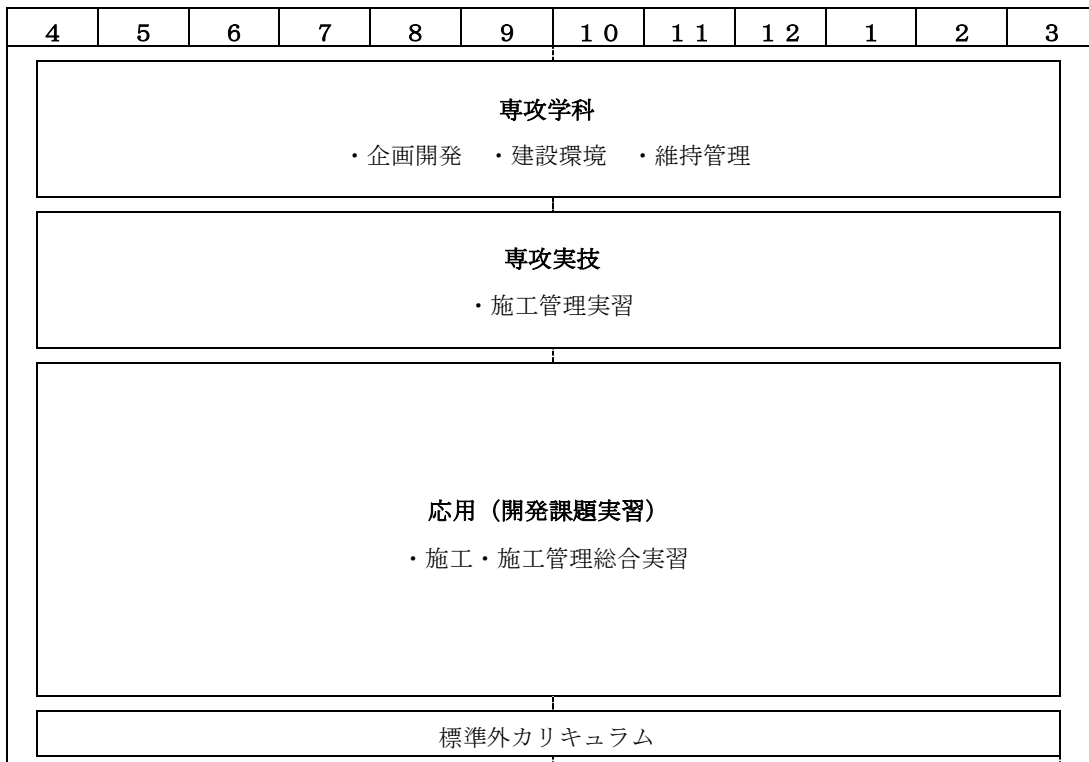 4 5 6 7 8 9 10 11 12 1 2 3
専攻学科
・企画開発 ・建設環境 ・維持管理
専攻実技
・施工管理実習
応用(開発課題実習)
・施工・施工管理総合実習
標準外カリキュラム